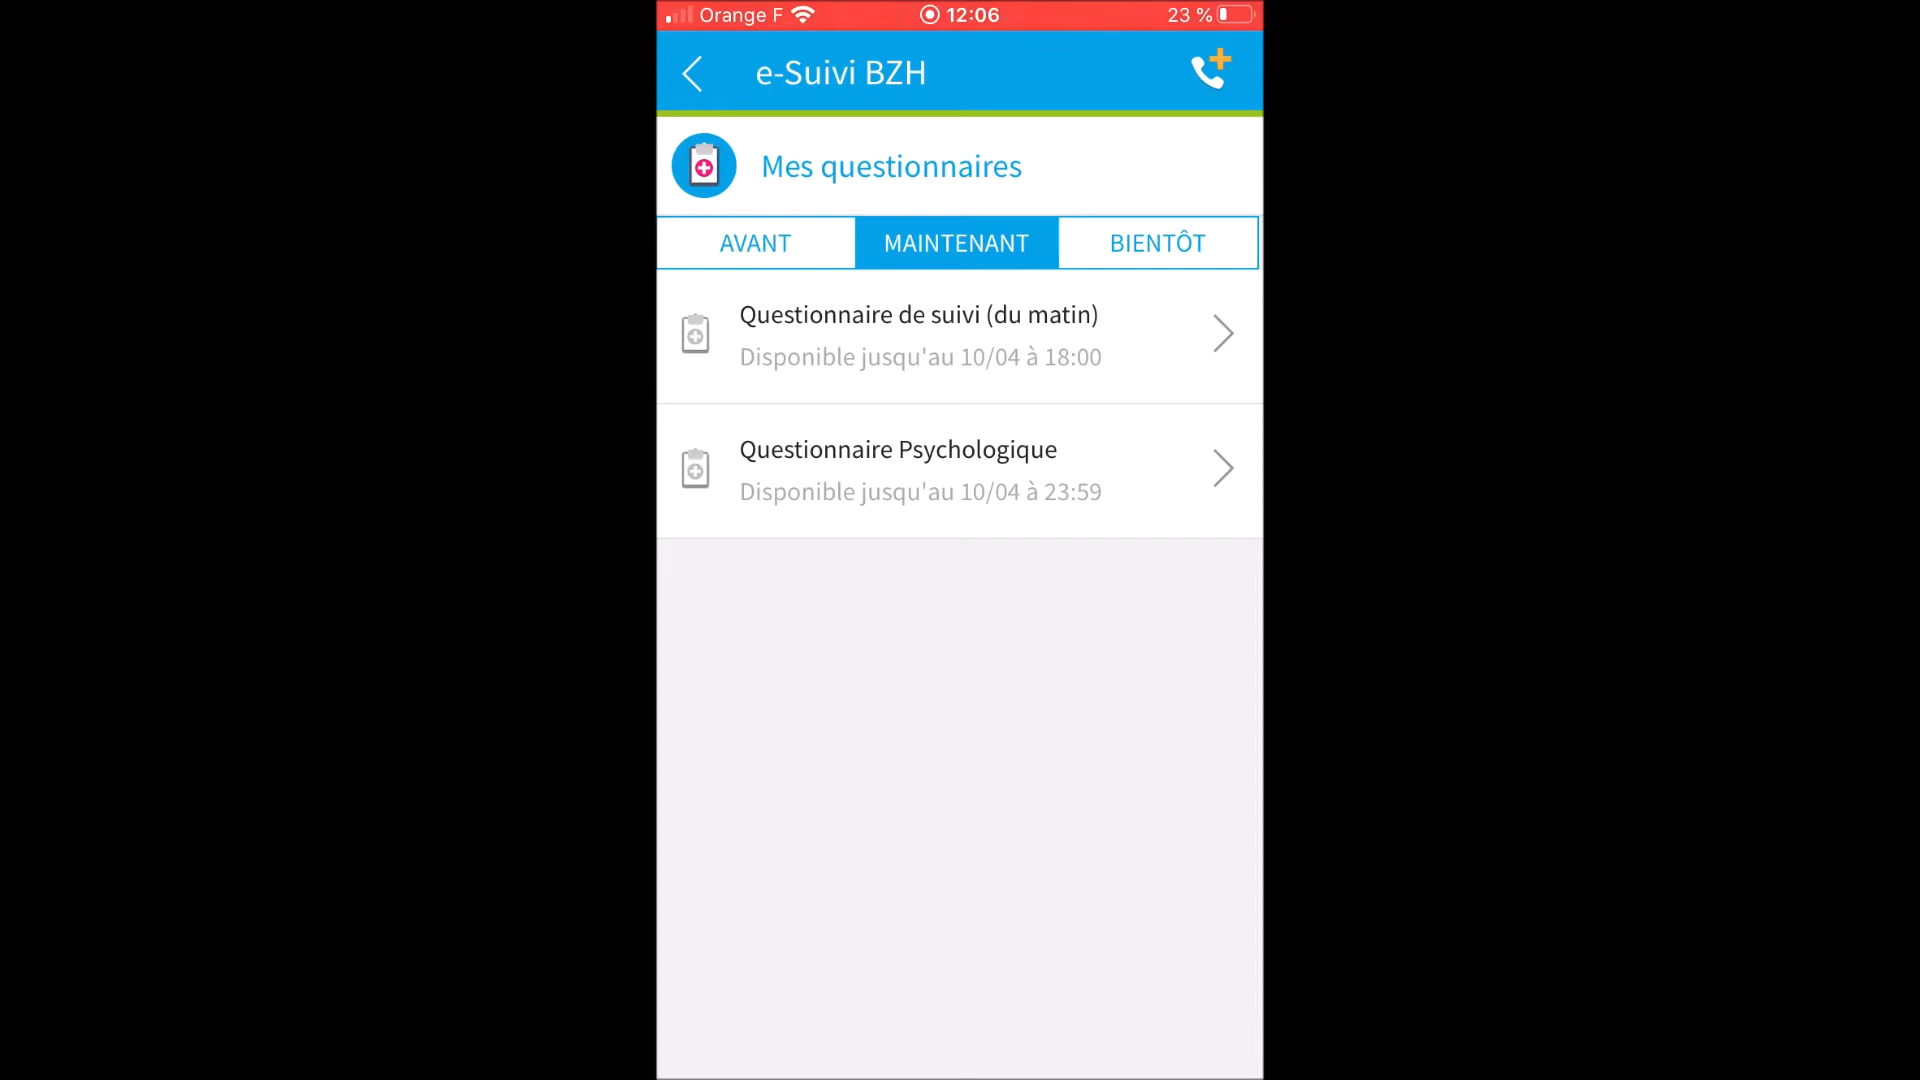 Orange F 12:06 23 %
e-Suivi BZH
Mes questionnaires
AVANT MAINTENANT BIENTÔT
Questionnaire de suivi (du matin)
Disponible jusqu'au 10/04 à 18:00
Questionnaire Psychologique
Disponible jusqu'au 10/04 à 23:59